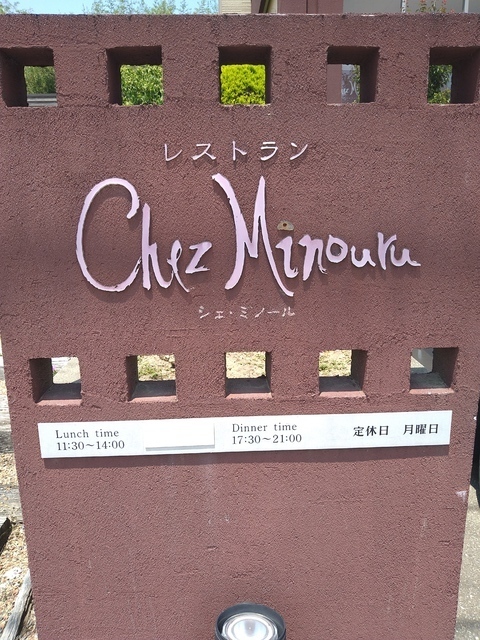 レストラン
Chez Minouru
シェ・ミノール
Lunch time
11:30～14:00
Dinner time
17:30～21:00
定休日 月曜日